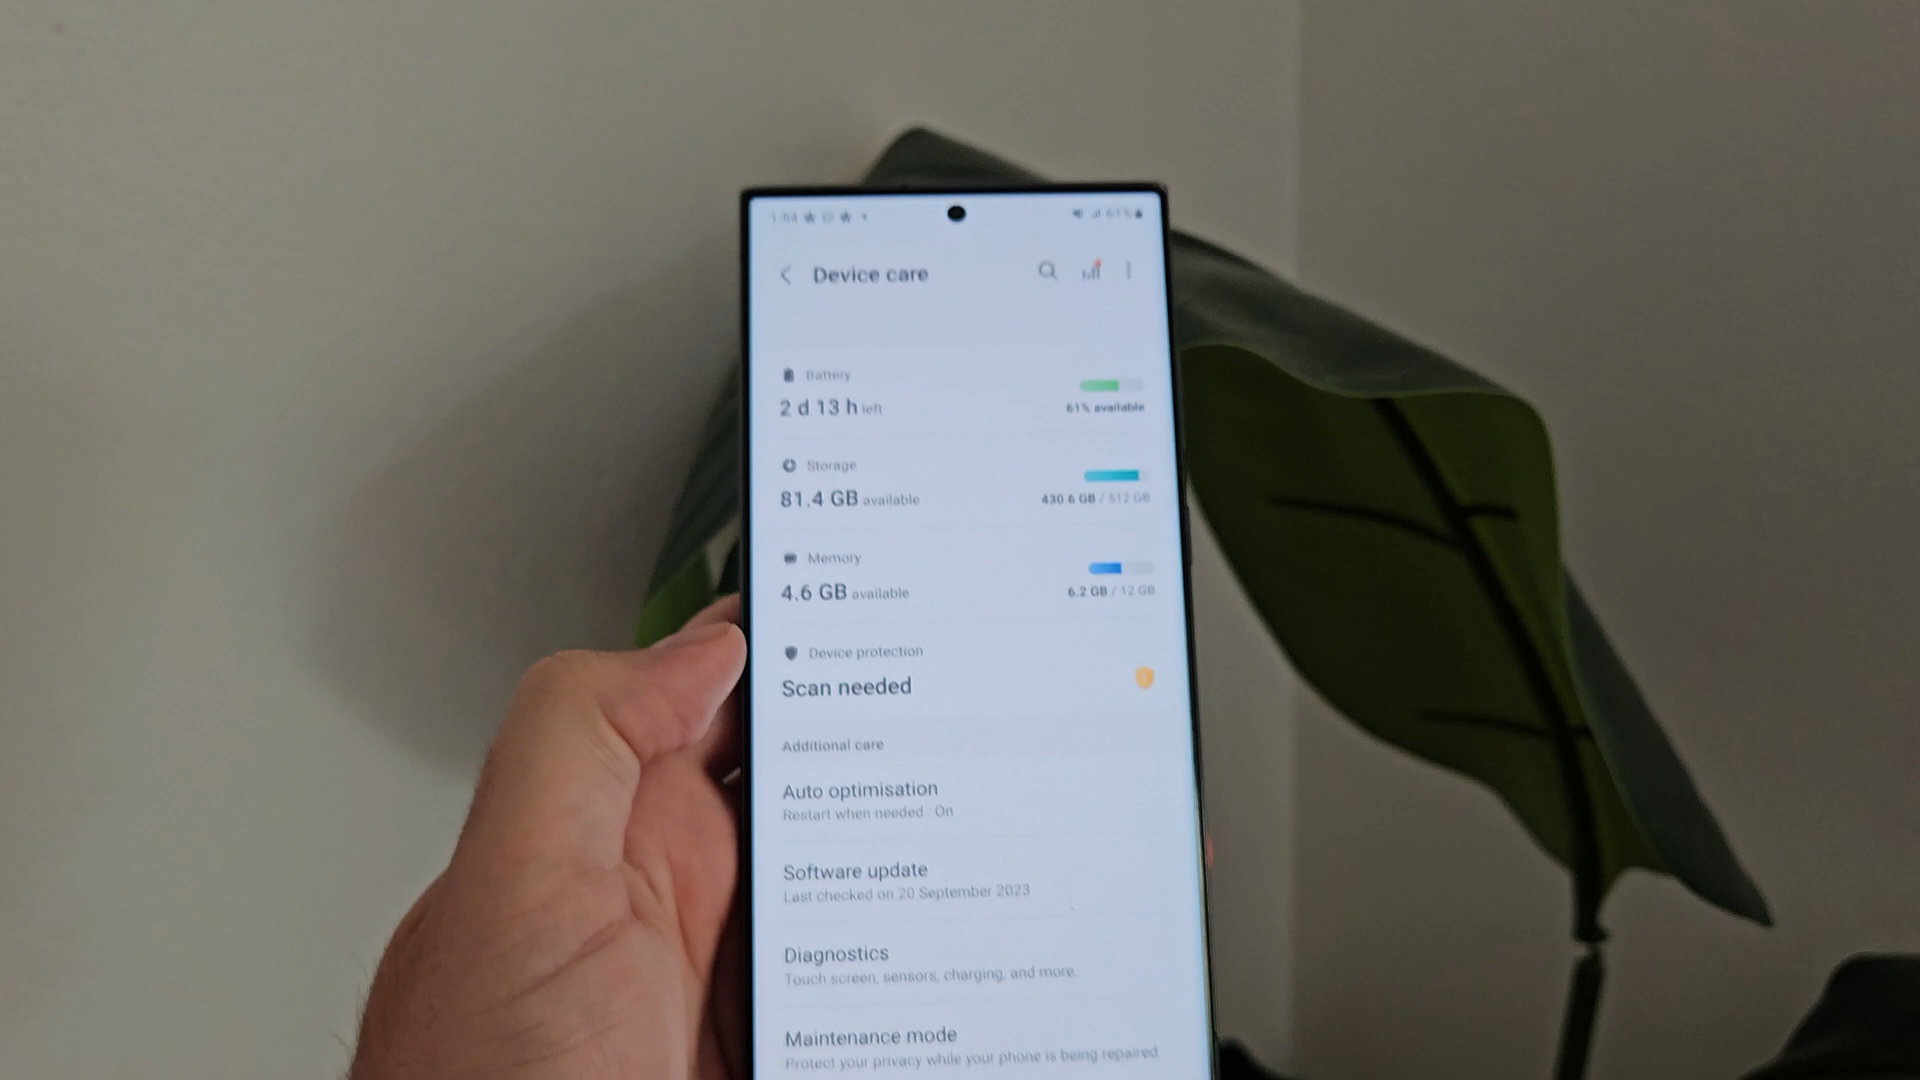 1:54
61%
Device care
Battery
2 d 13 h left
61% available
Storage
81.4 GB available
430.6 GB / 512 GB
Memory
4.6 GB available
6.2 GB / 12 GB
Device protection
Scan needed
Additional care
Auto optimisation
Restart when needed : On
Software update
Last checked on 20 September 2023
Diagnostics
Touch screen, sensors, charging, and more.
Maintenance mode
Protect your privacy while your phone is being repaired.